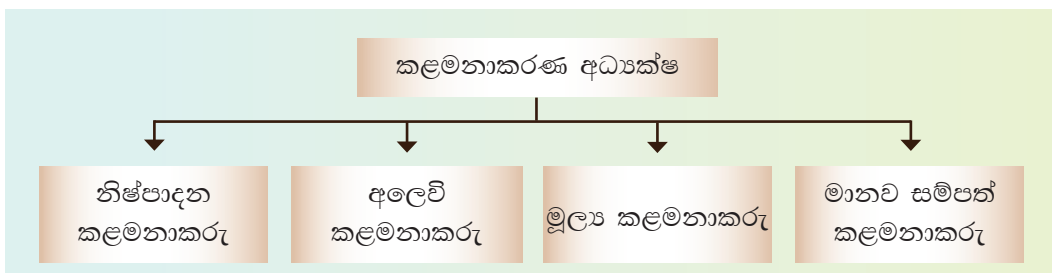 කළමනාකරණ අධ්‍යක්ෂ
නිෂ්පාදන
කළමනාකරු
අලෙවි
කළමනාකරු
මූල්‍ය කළමනාකරු
මානව සම්පත්
කළමනාකරු